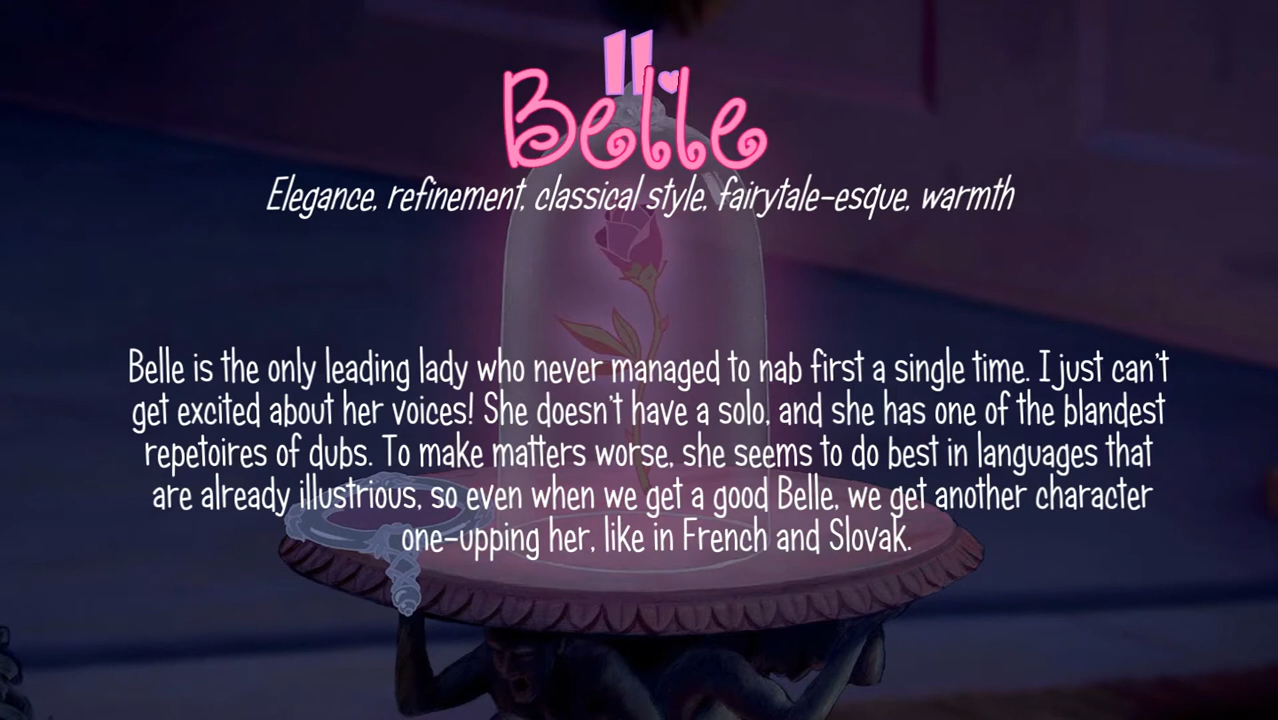 11.
Belle
Elegance, refinement, classical style, fairytale-esque, warmth
Belle is the only leading lady who never managed to nab first a single time. I just can't
get excited about her voices! She doesn't have a solo, and she has one of the blandest
repetoires of dubs. To make matters worse, she seems to do best in languages that
are already illustrious, so even when we get a good Belle, we get another character
one-upping her, like in French and Slovak.